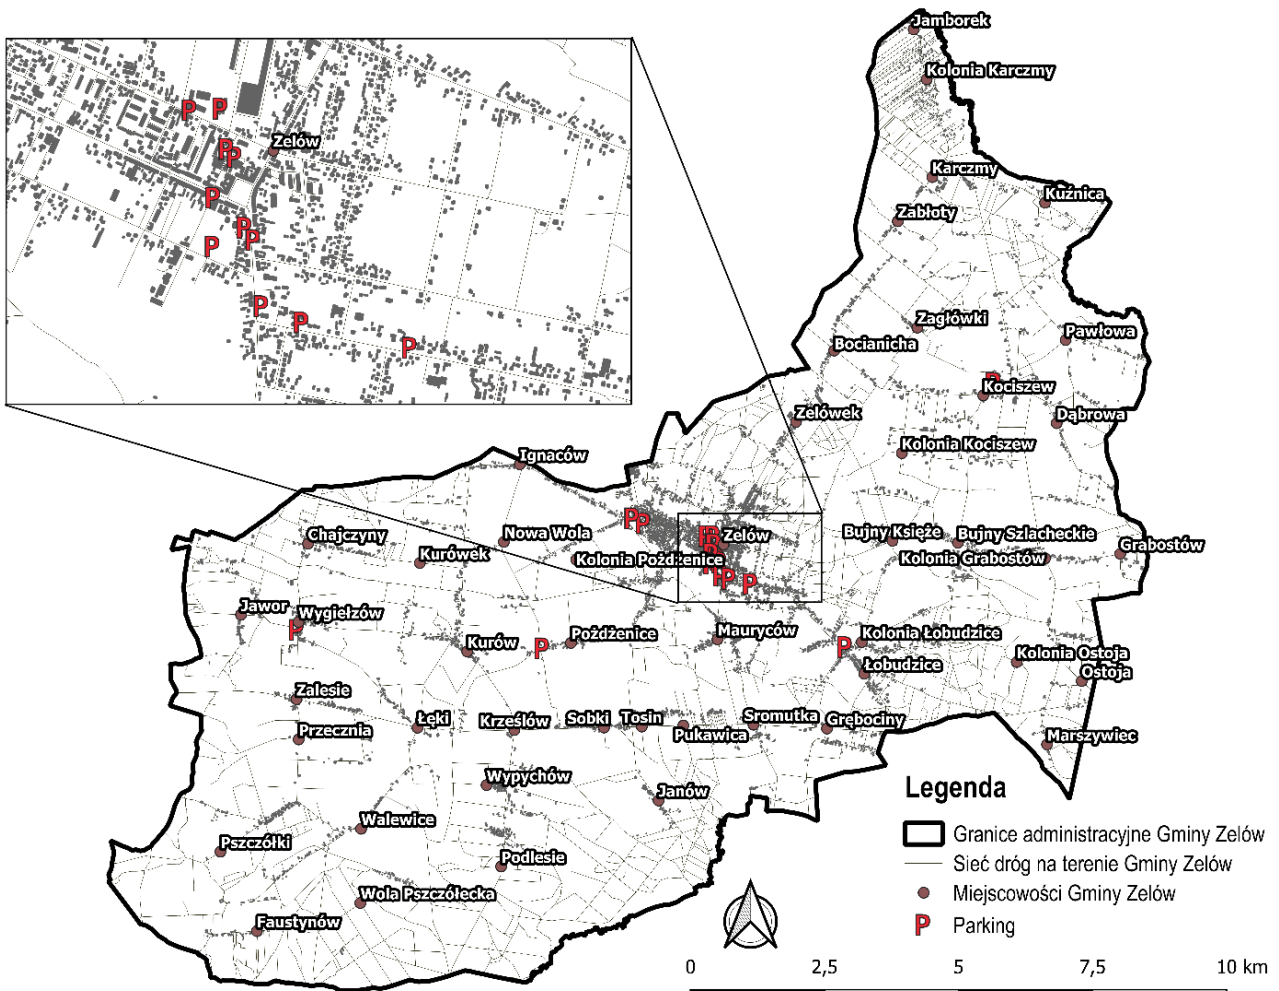 Jamborek
Kolonia Karczmy
P P
Zelów
P
P
P
P
P
P
P
P
P
Karczmy
Kuźnica
Zabłoty
Zagłówki
Pawłowa
Bocianicha
P
Kociszew
Zelówek
Dąbrowa
Kolonia Kociszew
Ignaców
P P
Chajczyny
Nowa Wola
Zelów
Bujny Księże
Bujny Szlacheckie
Grabostów
Kurówek
Kolonia Pożdżenice
Kolonia Grabostów
P P
Jawor
Wygiełzów
P
Kurów
P
Pożdżenice
Mauryców
P
Kolonia Łobudzice
Łobudzice
Kolonia Ostoja
Ostoja
Zalesie
Przecznia
Łęki
Krześlów
Sobki
Tosin
Pukawica
Sromutka
Grębociny
Marszywiec
Wypychów
Janów
Walewice
Pszczółki
Podlesie
Wola Pszczółecka
Faustynów
Legenda
Granice administracyjne Gminy Zelów
Sieć dróg na terenie Gminy Zelów
Miejscowości Gminy Zelów
P Parking
0 2,5 5 7,5 10 km